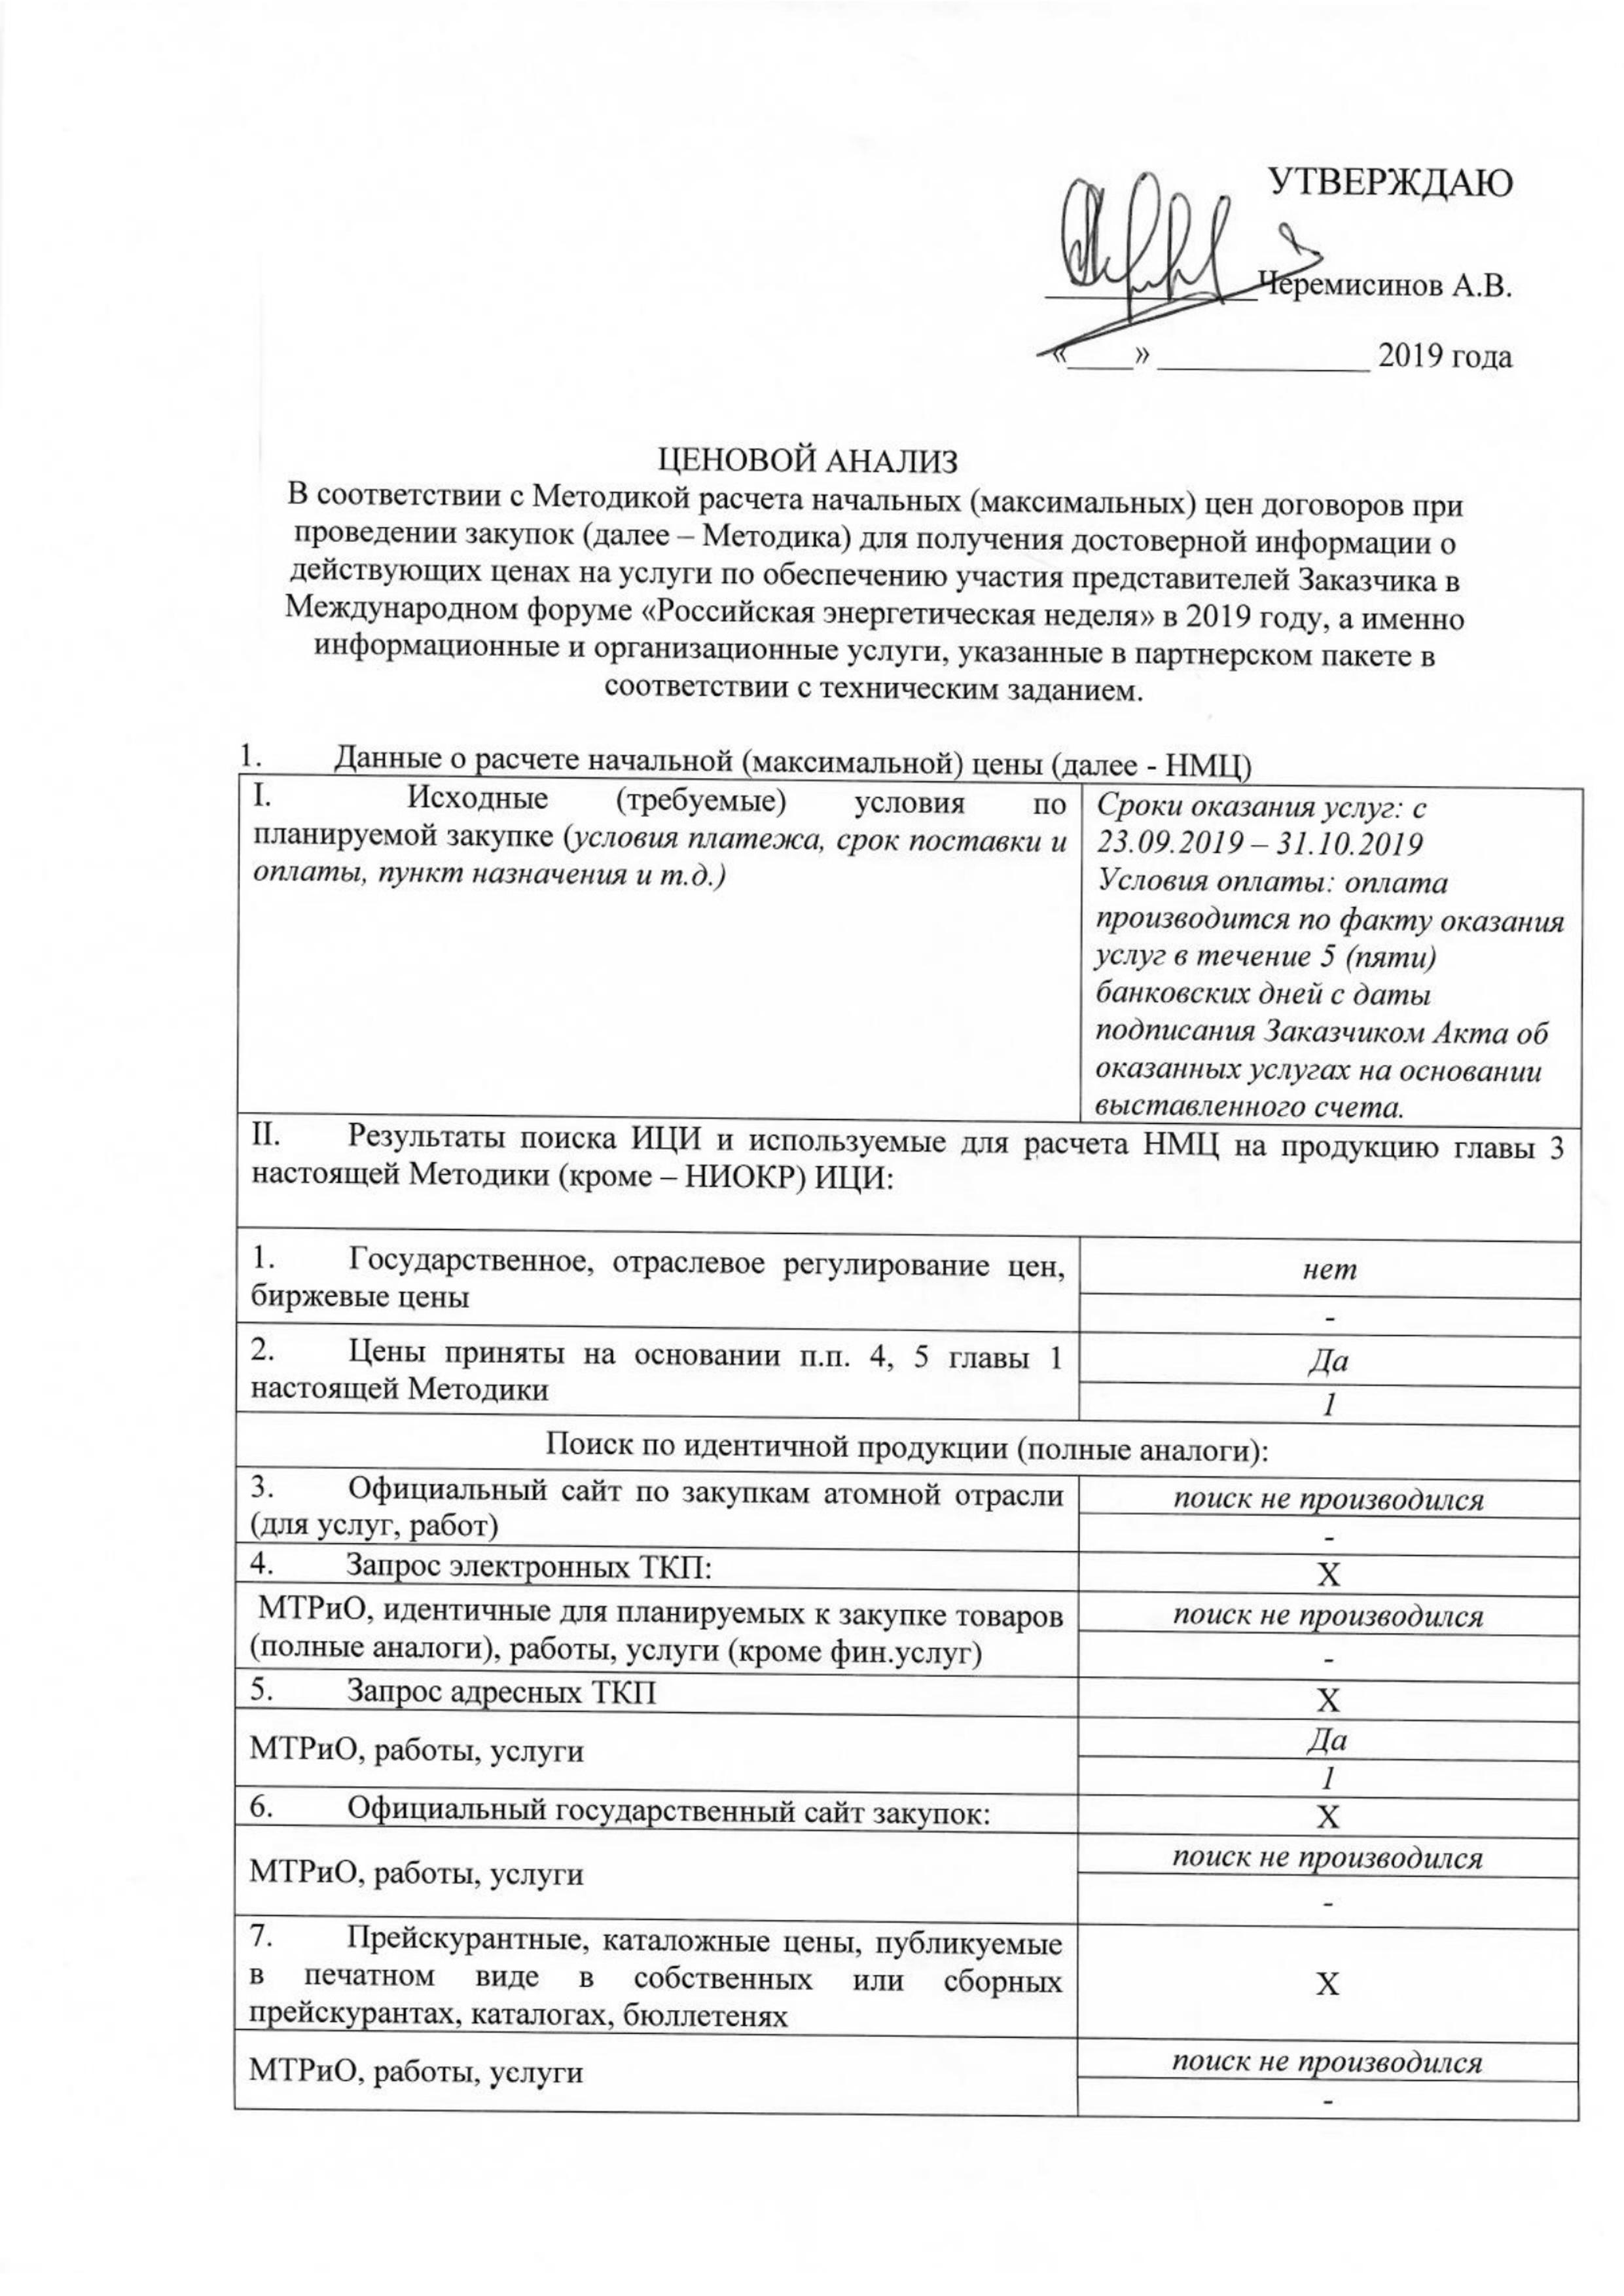 УТВЕРЖДАЮ
Черемисинов А.В.
«____» _____________ 2019 года
ЦЕНОВОЙ АНАЛИЗ
В соответствии с Методикой расчета начальных (максимальных) цен договоров при
проведении закупок (далее – Методика) для получения достоверной информации о
действующих ценах на услуги по обеспечению участия представителей Заказчика в
Международном форуме «Российская энергетическая неделя» в 2019 году, а именно
информационные и организационные услуги, указанные в партнерском пакете в
соответствии с техническим заданием.
1. Данные о расчете начальной (максимальной) цены (далее - НМЦ)
I. Исходные (требуемые) условия по
планируемой закупке (условия платежа, срок поставки и
оплаты, пункт назначения и т.д.)
Сроки оказания услуг: с
23.09.2019 – 31.10.2019
Условия оплаты: оплата
производится по факту оказания
услуг в течение 5 (пяти)
банковских дней с даты
подписания Заказчиком Акта об
оказанных услугах на основании
выставленного счета.
II. Результаты поиска ИЦИ и используемые для расчета НМЦ на продукцию главы 3
настоящей Методики (кроме – НИОКР) ИЦИ:
1. Государственное, отраслевое регулирование цен,
биржевые цены
нет
-
2. Цены приняты на основании п.п. 4, 5 главы 1
настоящей Методики
Да
1
Поиск по идентичной продукции (полные аналоги):
3. Официальный сайт по закупкам атомной отрасли
(для услуг, работ)
поиск не производился
-
4. Запрос электронных ТКП:
Х
МТРиО, идентичные для планируемых к закупке товаров
(полные аналоги), работы, услуги (кроме фин.услуг)
поиск не производился
-
5. Запрос адресных ТКП
Х
МТРиО, работы, услуги
Да
1
6. Официальный государственный сайт закупок:
Х
МТРиО, работы, услуги
поиск не производился
-
7. Прейскурантные, каталожные цены, публикуемые
в печатном виде в собственных или сборных
прейскурантах, каталогах, бюллетенях
Х
МТРиО, работы, услуги
поиск не производился
-